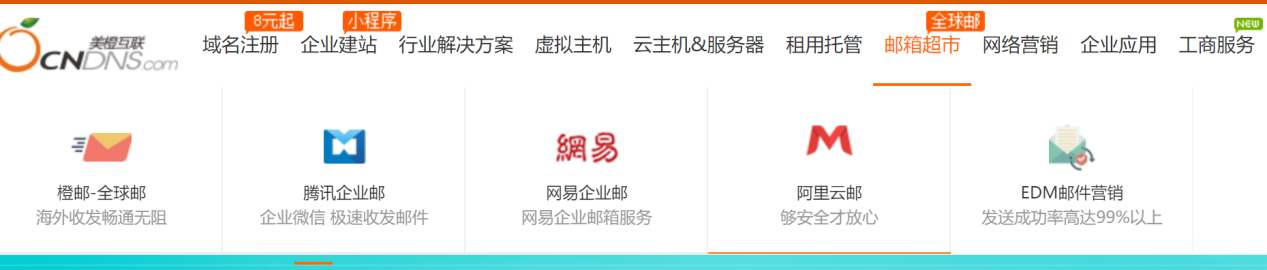 8元起
小程序
全球邮
NEW
美橙互联
CNDNS.com
域名注册 企业建站 行业解决方案 虚拟主机 云主机&服务器 租用托管 邮箱超市 网络营销 企业应用 工商服务
網易
橙邮-全球邮
海外收发畅通无阻
腾讯企业邮
企业微信 极速收发邮件
网易企业邮
网易企业邮箱服务
阿里云邮
够安全才放心
EDM邮件营销
发送成功率高达99%以上